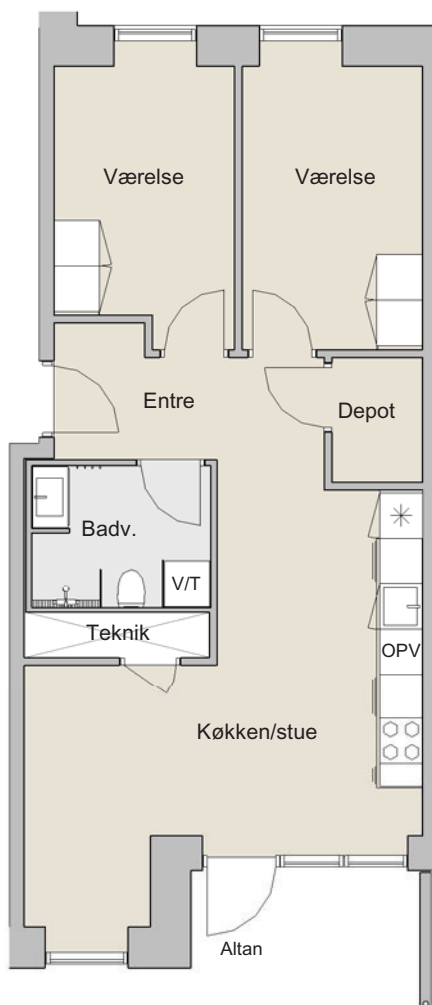 Værelse
Værelse
Entre
Depot
Badv.
V/T
Teknik
OPV
Køkken/stue
Altan